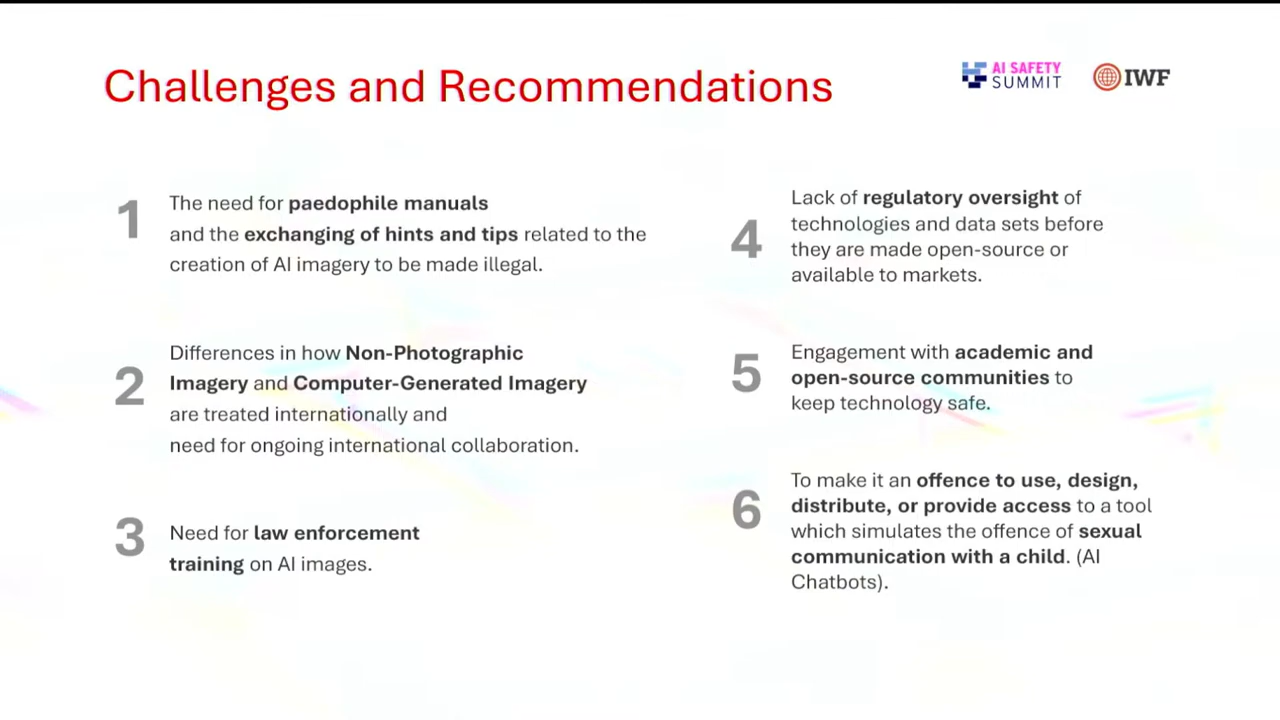 Challenges and Recommendations
AI SAFETY
SUMMIT
IWF
1
The need for paedophile manuals
and the exchanging of hints and tips related to the
creation of AI imagery to be made illegal.
2
Differences in how Non-Photographic
Imagery and Computer-Generated Imagery
are treated internationally and
need for ongoing international collaboration.
3
Need for law enforcement
training on AI images.
4
Lack of regulatory oversight of
technologies and data sets before
they are made open-source or
available to markets.
5
Engagement with academic and
open-source communities to
keep technology safe.
6
To make it an offence to use, design,
distribute, or provide access to a tool
which simulates the offence of sexual
communication with a child. (AI
Chatbots).